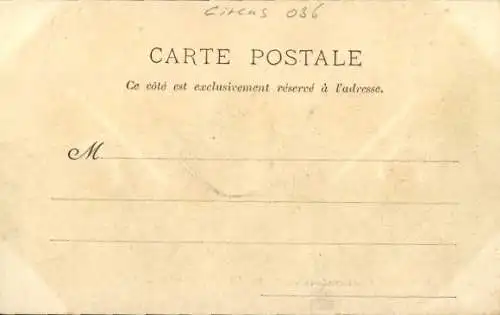 Circus 036
CARTE POSTALE
Ce côté est exclusivement réservé à l'adresse.
M